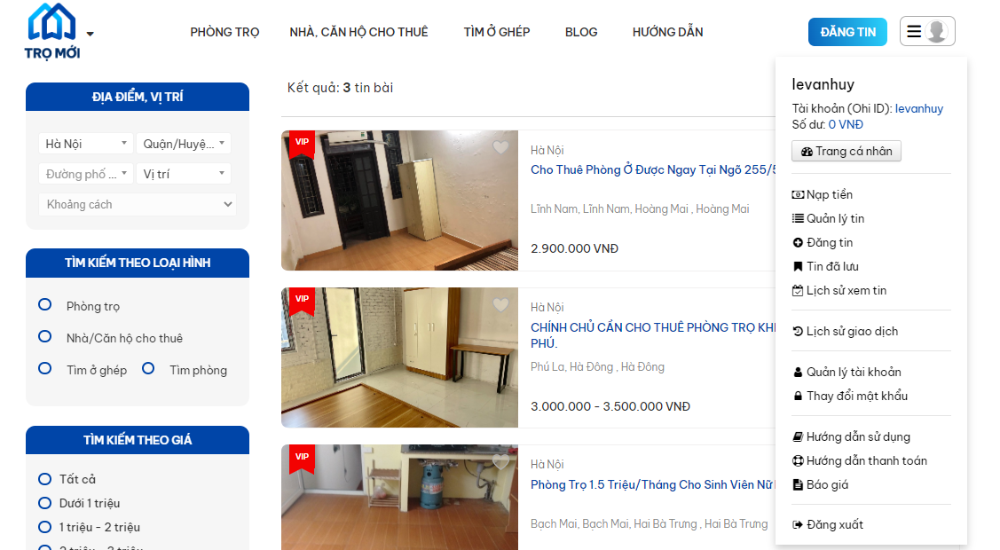 TRỌ MỚI
PHÒNG TRỌ
NHÀ, CĂN HỘ CHO THUÊ
TÌM Ở GHÉP
BLOG
HƯỚNG DẪN
ĐĂNG TIN
ĐỊA ĐIỂM, VỊ TRÍ
Hà Nội
Quận/Huyệ...
Đường phố ...
Vị trí
Khoảng cách
TÌM KIẾM THEO LOẠI HÌNH
Phòng trọ
Nhà/Căn hộ cho thuê
Tìm ở ghép
Tìm phòng
TÌM KIẾM THEO GIÁ
Tất cả
Dưới 1 triệu
1 triệu - 2 triệu
Kết quả: 3 tin bài
VIP
Hà Nội
Cho Thuê Phòng Ở Được Ngay Tại Ngõ 255/5
Lĩnh Nam, Lĩnh Nam, Hoàng Mai , Hoàng Mai
2.900.000 VNĐ
VIP
Hà Nội
CHÍNH CHỦ CẦN CHO THUÊ PHÒNG TRỌ KH
PHÚ.
Phú La, Hà Đông , Hà Đông
3.000.000 - 3.500.000 VNĐ
VIP
Hà Nội
Phòng Trọ 1.5 Triệu/Tháng Cho Sinh Viên Nữ
Bạch Mai, Bạch Mai, Hai Bà Trưng , Hai Bà Trưng
levanhuy
Tài khoản (Ohi ID): levanhuy
Số dư: 0 VNĐ
Trang cá nhân
Nạp tiền
Quản lý tin
Đăng tin
Tin đã lưu
Lịch sử xem tin
Lịch sử giao dịch
Quản lý tài khoản
Thay đổi mật khẩu
Hướng dẫn sử dụng
Hướng dẫn thanh toán
Báo giá
Đăng xuất